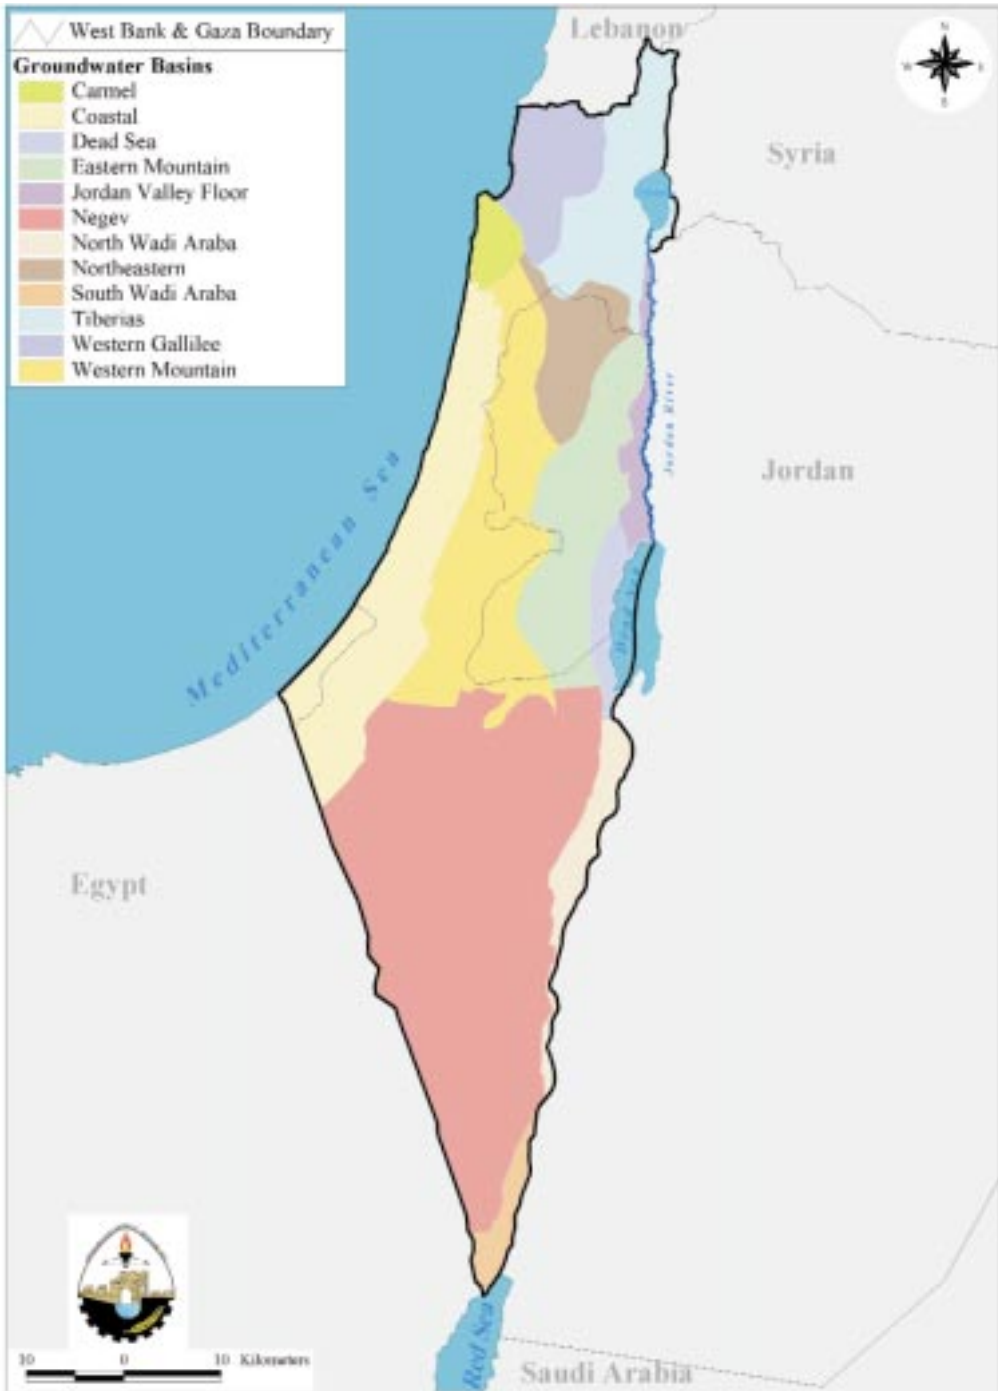 West Bank & Gaza Boundary
Groundwater Basins
Carmel
Coastal
Dead Sea
Eastern Mountain
Jordan Valley Floor
Negev
North Wadi Araba
Northeastern
South Wadi Araba
Tiberias
Western Gallilee
Western Mountain
Lebanon
N
W
E
S
Syria
Jordan River
Jordan
Mediterranean Sea
Dead Sea
Egypt
10 0 10 Kilometers
Red Sea
Saudi Arabia